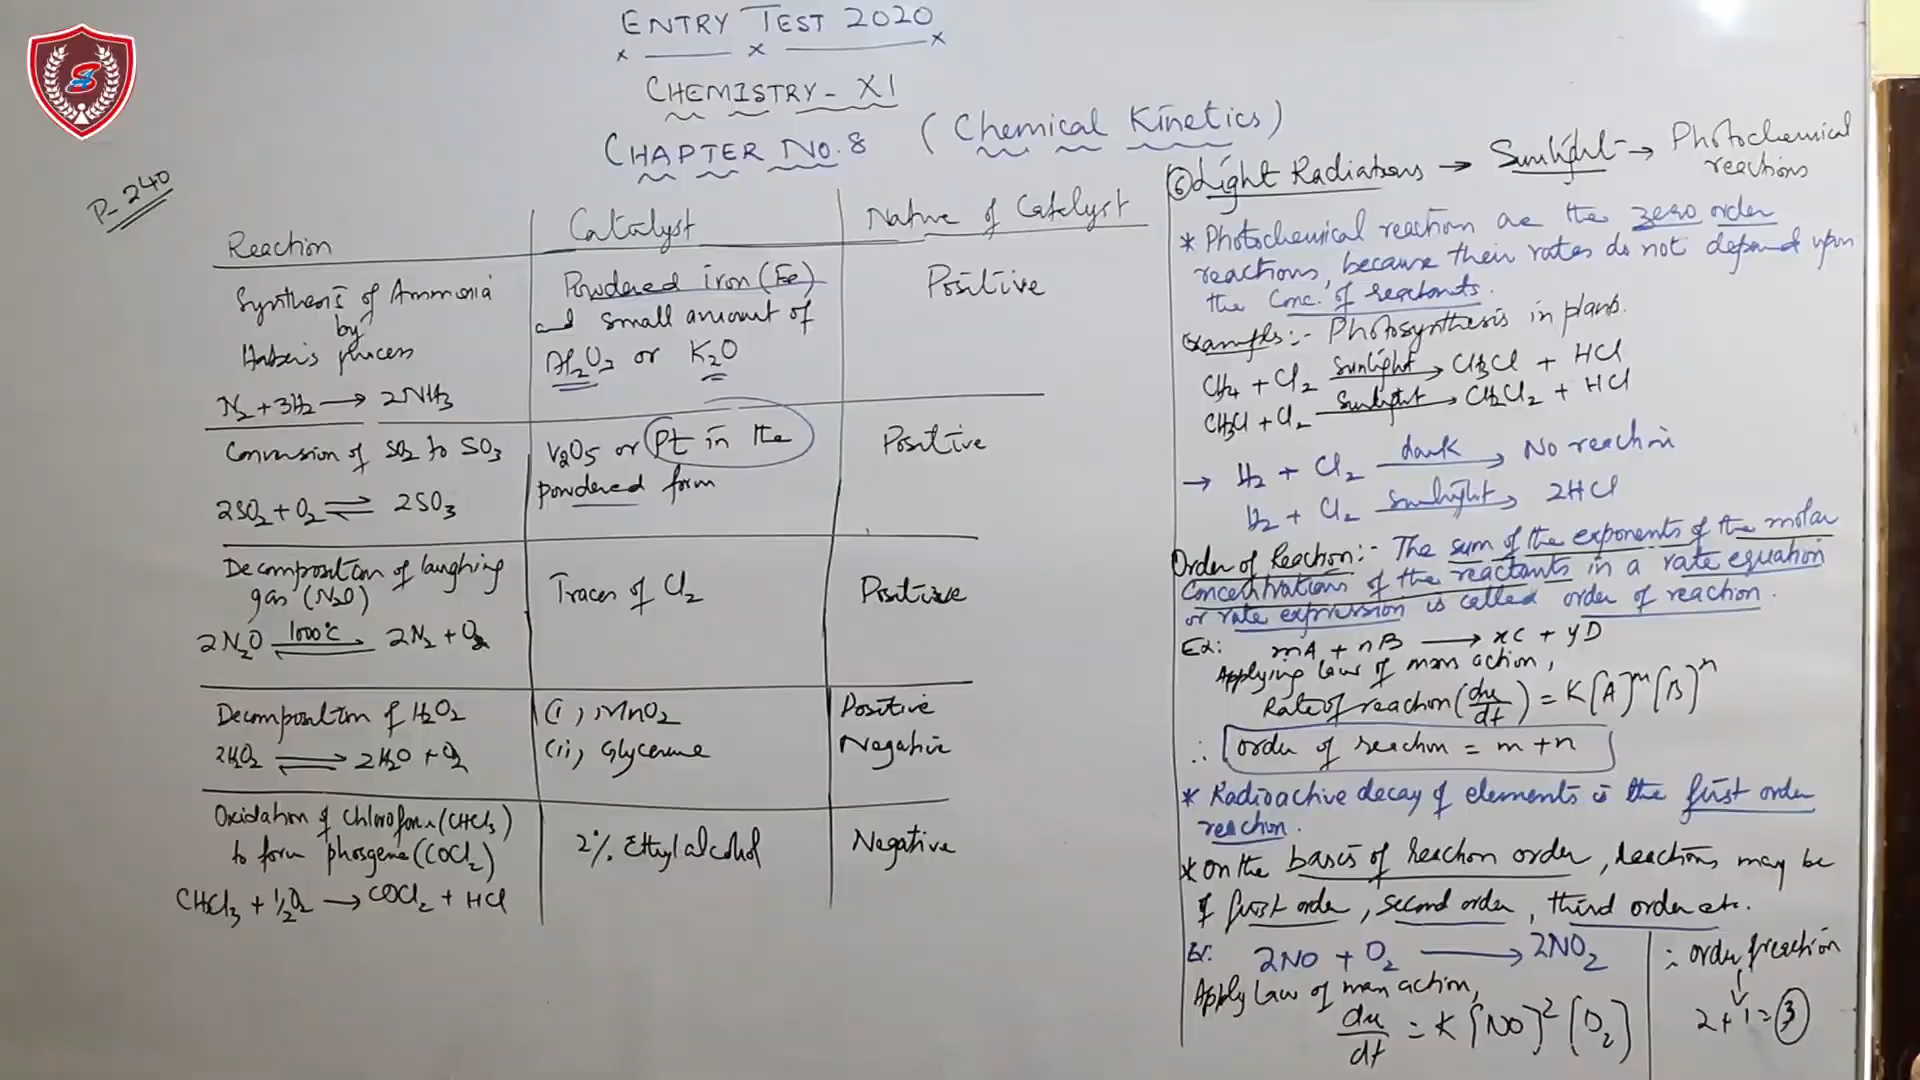 ENTRY TEST 2020
CHEMISTRY - XI
CHAPTER NO.8 (Chemical Kinetics)
P-240
Reaction
Catalyst
Nature of Catalyst
Synthesis of Ammonia
by
Haber's process
N₂ + 3H₂ → 2NH₃
Powdered iron (Fe)
and small amount of
Al₂O₃ or K₂O
Positive
Conversion of SO₂ to SO₃
2SO₂ + O₂ ⇌ 2SO₃
V₂O₅ or Pt in the
powdered form
Positive
Decomposition of laughing
gas (N₂O)
2N₂O ⇌ 1000°C 2N₂ + O₂
Traces of Cl₂
Positive
Decomposition of H₂O₂
2H₂O₂ ⇌ 2H₂O + O₂
(i) MnO₂
(ii) Glycerine
Positive
Negative
Oxidation of Chloroform (CHCl₃)
to form phosgene (COCl₂)
CHCl₃ + ½O₂ → COCl₂ + HCl
2% Ethyl alcohol
Negative
⑥ Light Radiations → Sunlight → Photochemical
reactions
* Photochemical reaction are the zero order
reactions, because their rates do not depend upon
the Conc. of reactants.
Examples:- Photosynthesis in plants.
CH₄ + Cl₂ Sunlight → CH₃Cl + HCl
CH₃Cl + Cl₂ Sunlight → CH₂Cl₂ + HCl
→ H₂ + Cl₂ dark → No reaction
H₂ + Cl₂ Sunlight → 2HCl
Order of Reaction:- The sum of the exponents of the molar
concentrations of the reactants in a rate equation
or rate expression is called order of reaction.
Ex: mA + nB → xC + yD
Applying law of mass action,
Rate of reaction (dx/dt) = K[A]ᵐ[B]ⁿ
∴ order of reaction = m + n
* Radioactive decay of elements is the first order
reaction.
* On the basis of reaction order, reactions may be
of first order, second order, third order etc.
Ex: 2NO + O₂ → 2NO₂
Apply law of mass action,
dx/dt = K[NO]²[O₂]
∴ order of reaction
2 + 1 = 3